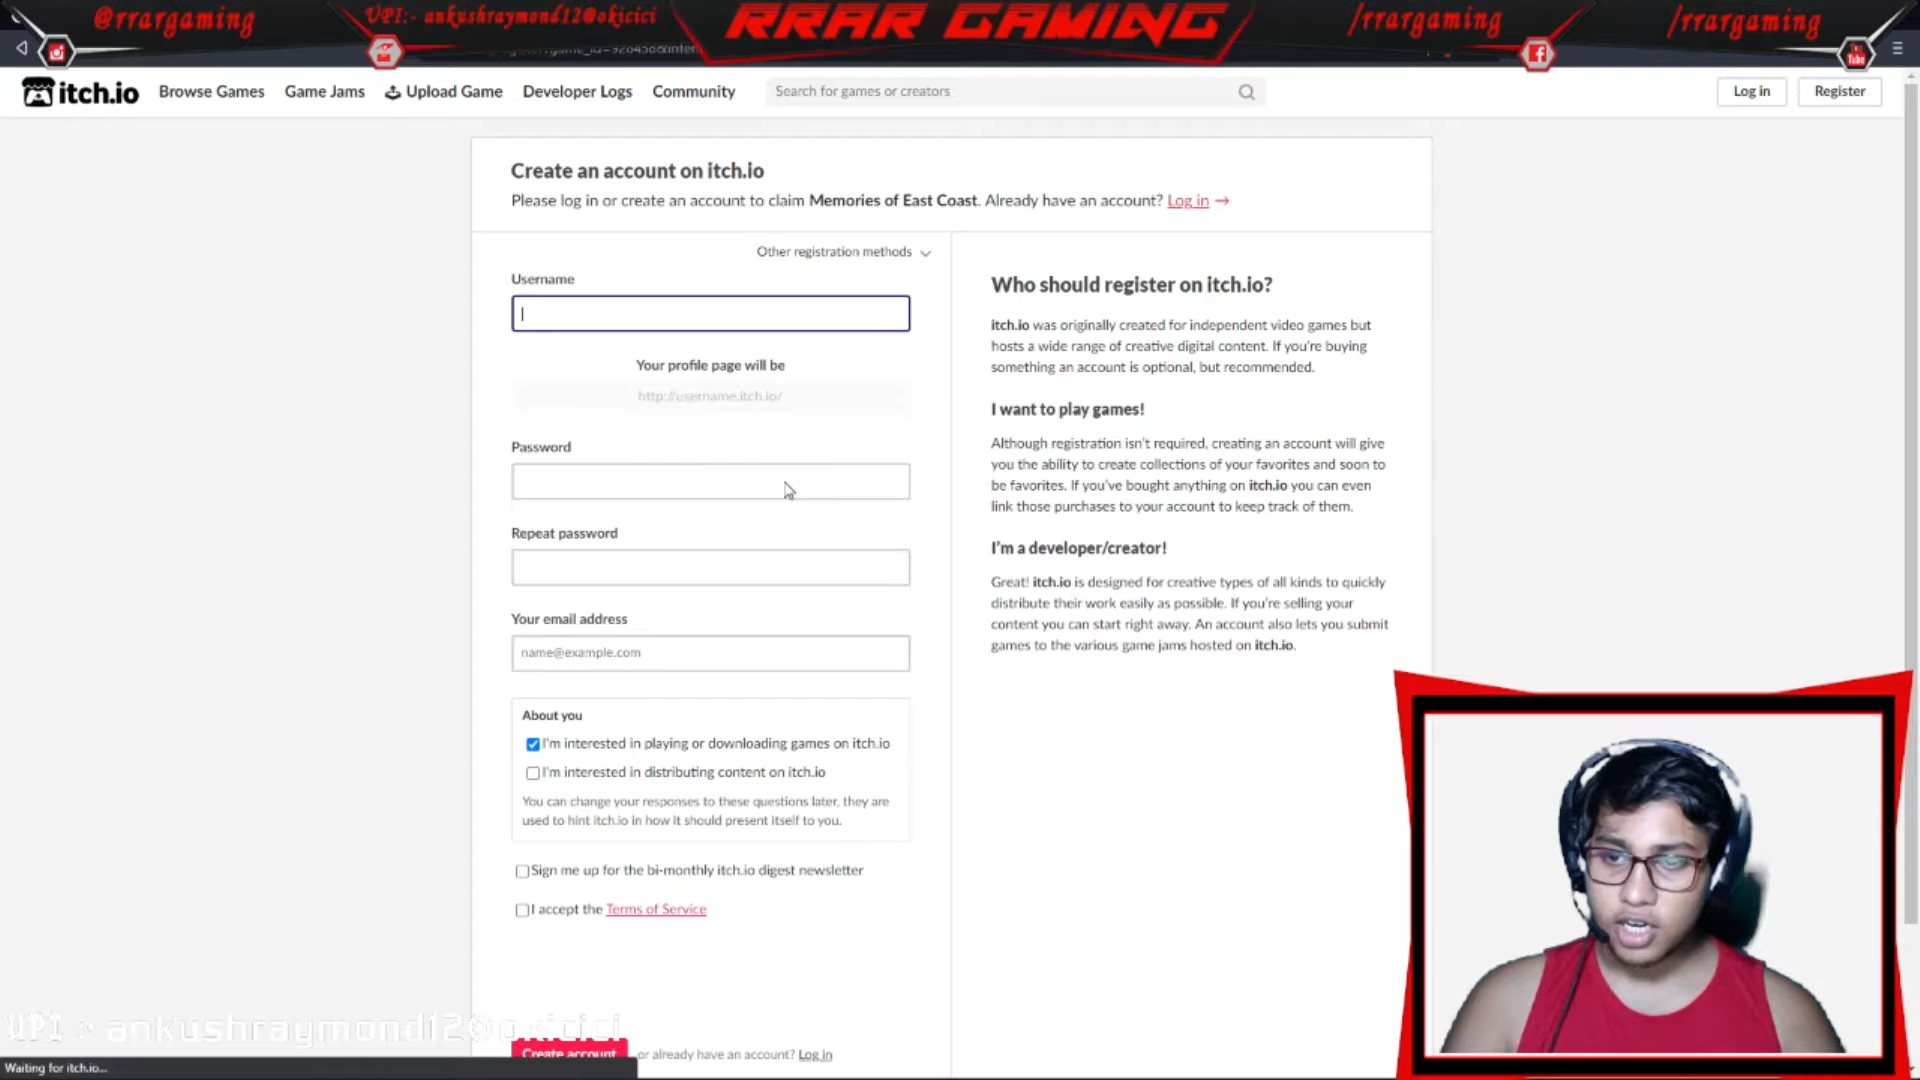 @rrargaming
UPI:- ankushraymond12@okicici
RRAR GAMING
/rrargaming
/rrargaming
You
Tube
itch.io
Browse Games
Game Jams
Upload Game
Developer Logs
Community
Search for games or creators
Log in
Register
Create an account on itch.io
Please log in or create an account to claim Memories of East Coast. Already have an account? Log in →
Other registration methods
Username
Your profile page will be
http://username.itch.io/
Password
Repeat password
Your email address
name@example.com
About you
I'm interested in playing or downloading games on itch.io
I'm interested in distributing content on itch.io
You can change your responses to these questions later, they are
used to hint itch.io in how it should present itself to you.
Sign me up for the bi-monthly itch.io digest newsletter
I accept the Terms of Service
Create account
or already have an account? Log in
Who should register on itch.io?
itch.io was originally created for independent video games but
hosts a wide range of creative digital content. If you're buying
something an account is optional, but recommended.
I want to play games!
Although registration isn't required, creating an account will give
you the ability to create collections of your favorites and soon to
be favorites. If you've bought anything on itch.io you can even
link those purchases to your account to keep track of them.
I'm a developer/creator!
Great! itch.io is designed for creative types of all kinds to quickly
distribute their work easily as possible. If you're selling your
content you can start right away. An account also lets you submit
games to the various game jams hosted on itch.io.
UPI :- ankushraymond12@okicici
Waiting for itch.io...